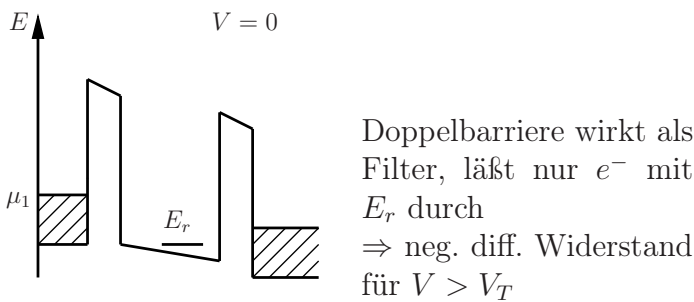 E
V = 0
μ₁
E_r
Doppelbarriere wirkt als
Filter, läßt nur e⁻ mit
E_r durch
⇒ neg. diff. Widerstand
für V > V_T